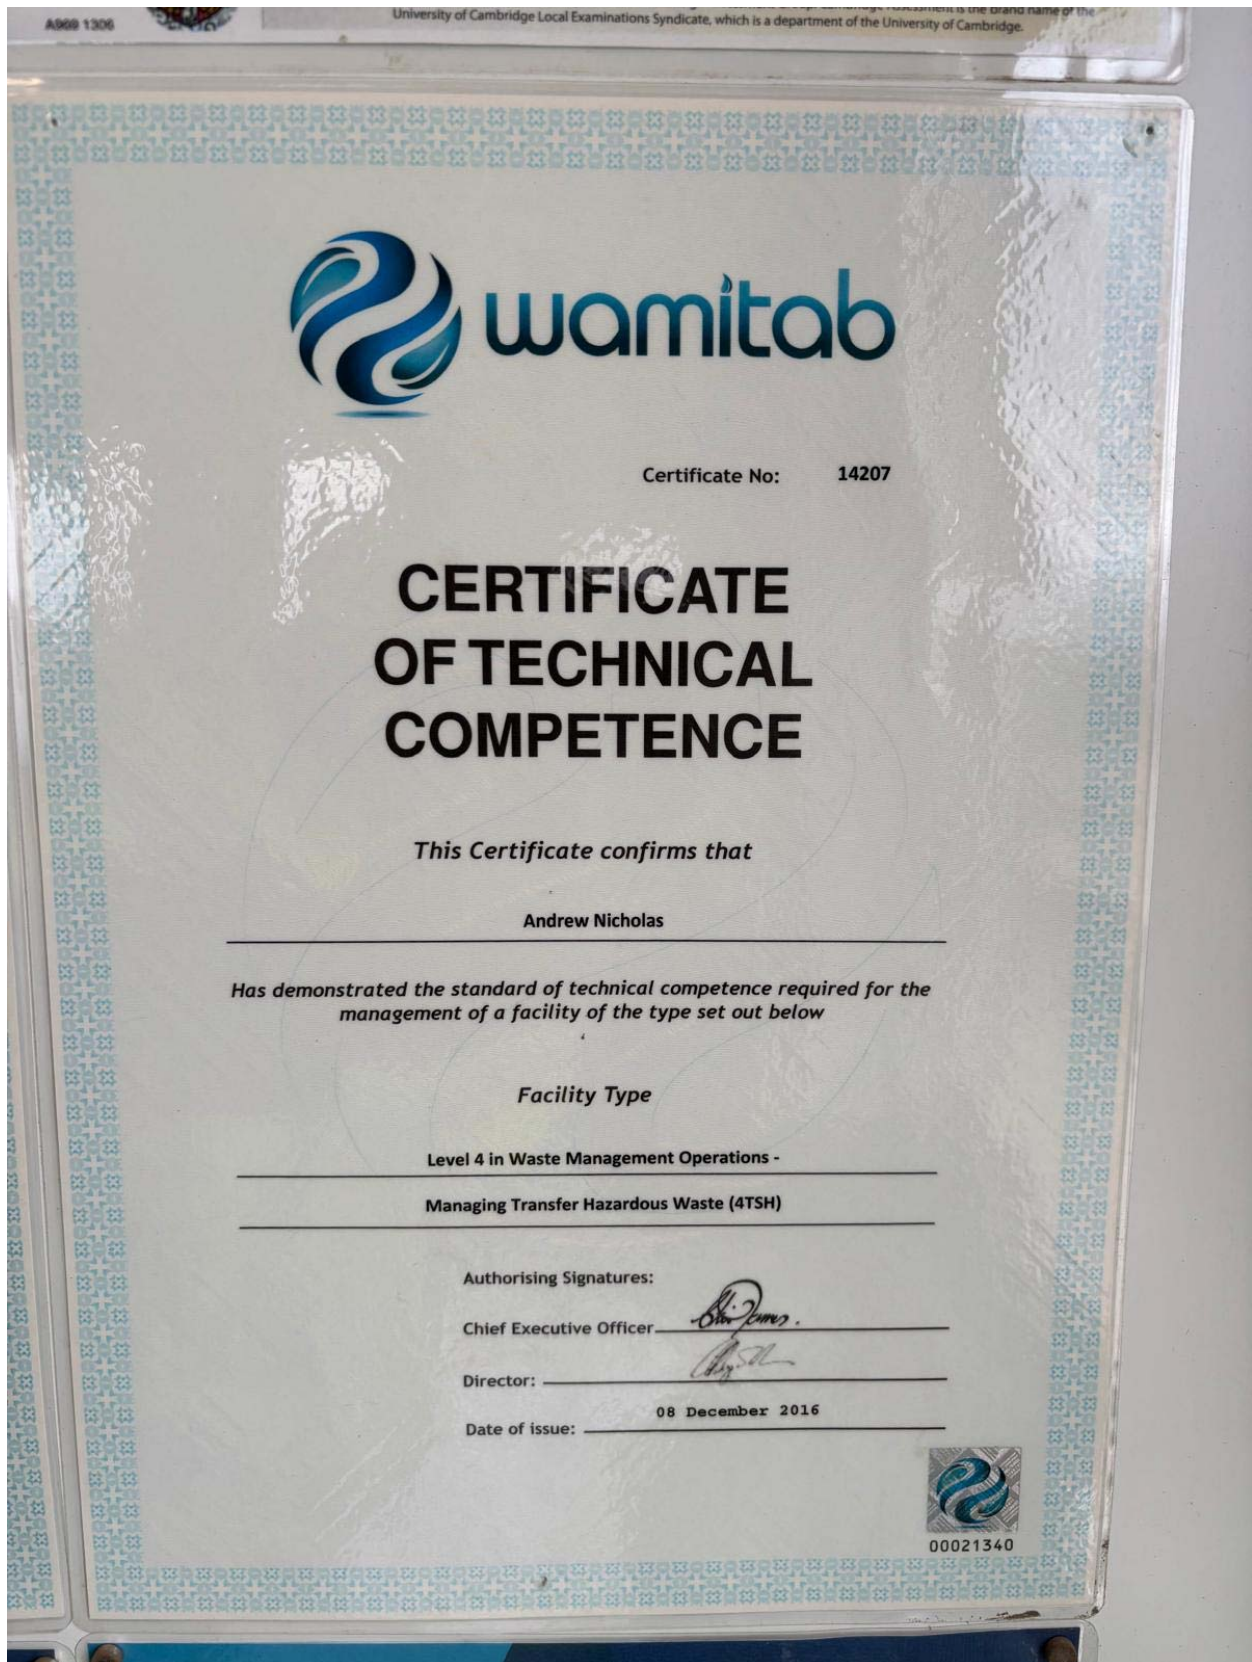 A969 1306
University of Cambridge Local Examinations Syndicate, which is a department of the University of Cambridge.
wamitab
Certificate No: 14207
CERTIFICATE
OF TECHNICAL
COMPETENCE
This Certificate confirms that
Andrew Nicholas
Has demonstrated the standard of technical competence required for the
management of a facility of the type set out below
Facility Type
Level 4 in Waste Management Operations -
Managing Transfer Hazardous Waste (4TSH)
Authorising Signatures:
Chief Executive Officer
Director:
Date of issue: 08 December 2016
00021340